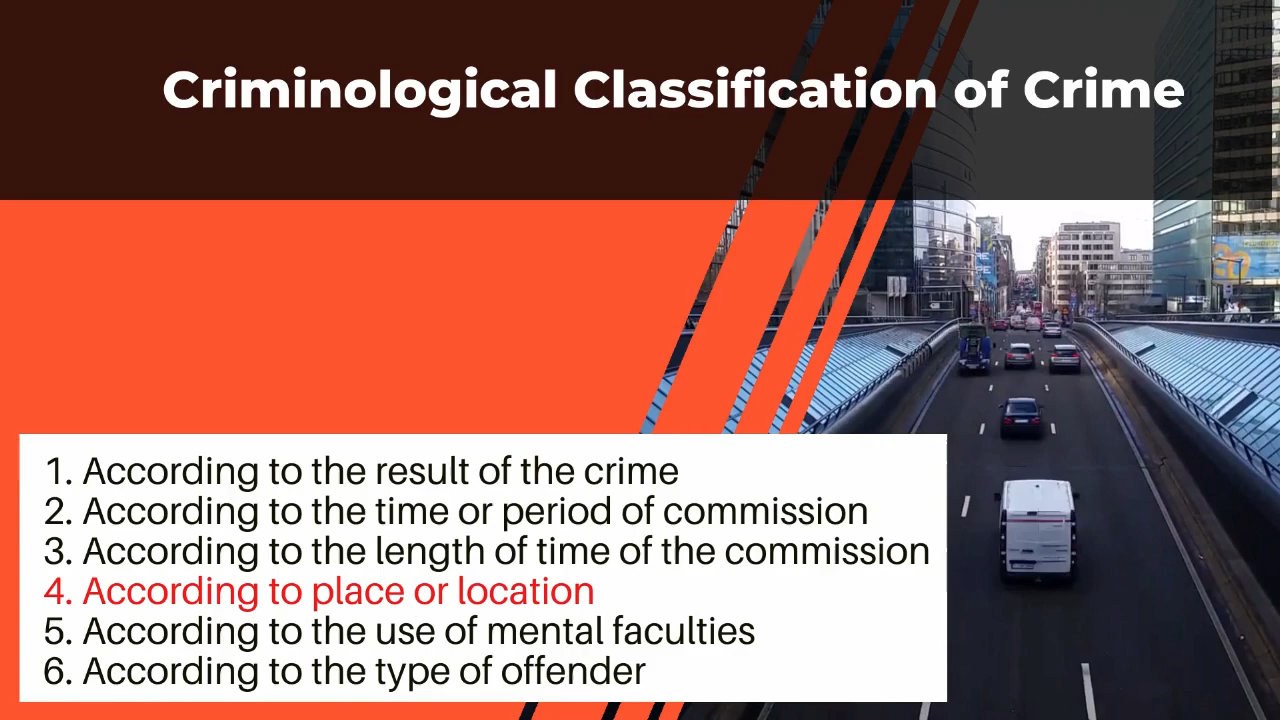 Criminological Classification of Crime
1. According to the result of the crime
2. According to the time or period of commission
3. According to the length of time of the commission
4. According to place or location
5. According to the use of mental faculties
6. According to the type of offender